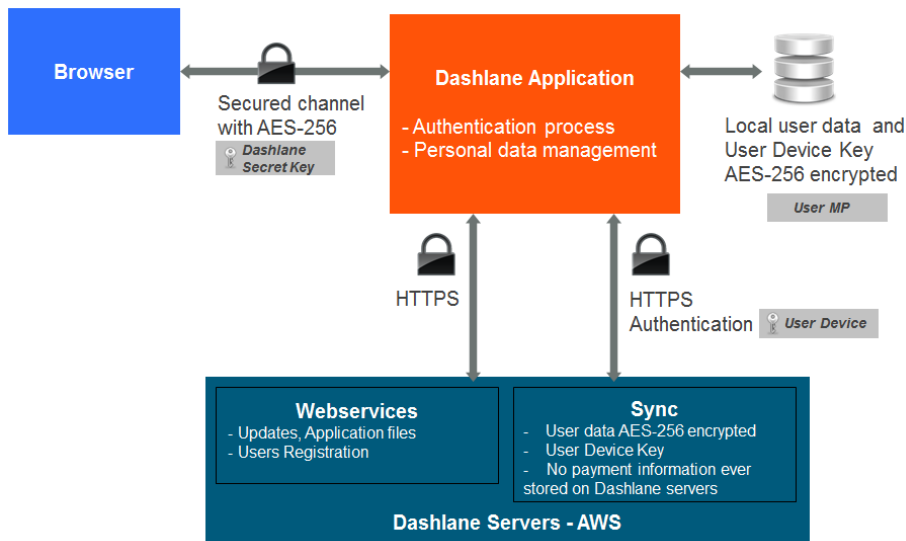 Browser
Secured channel
with AES-256
Dashlane
Secret Key
Dashlane Application
- Authentication process
- Personal data management
Local user data and
User Device Key
AES-256 encrypted
User MP
HTTPS
HTTPS
Authentication
User Device
Webservices
- Updates, Application files
- Users Registration
Sync
- User data AES-256 encrypted
- User Device Key
- No payment information ever
stored on Dashlane servers
Dashlane Servers - AWS